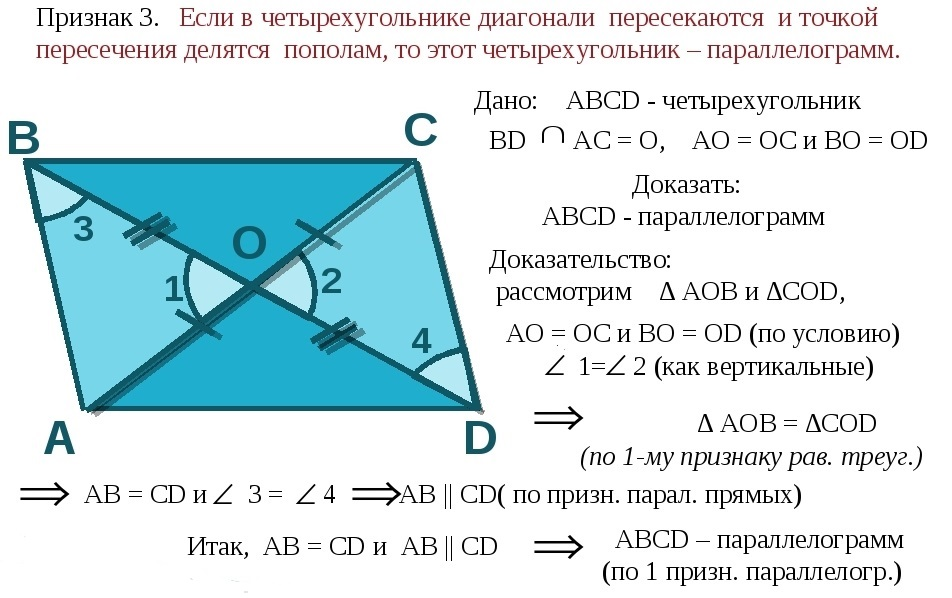 Признак 3. Если в четырехугольнике диагонали пересекаются и точкой
пересечения делятся пополам, то этот четырехугольник – параллелограмм.
Дано: ABCD - четырехугольник
BD ∩ AC = O, AO = OC и BO = OD
Доказать:
ABCD - параллелограмм
Доказательство:
рассмотрим Δ AOB и ΔCOD,
AO = OC и BO = OD (по условию)
∠ 1=∠ 2 (как вертикальные)
⟹ Δ AOB = ΔCOD
(по 1-му признаку рав. треуг.)
⟹ AB = CD и ∠ 3 = ∠ 4 ⟹ AB || CD( по призн. парал. прямых)
Итак, AB = CD и AB || CD ⟹ ABCD – параллелограмм
(по 1 призн. параллелогр.)
B
C
3
O
1
2
4
A
D